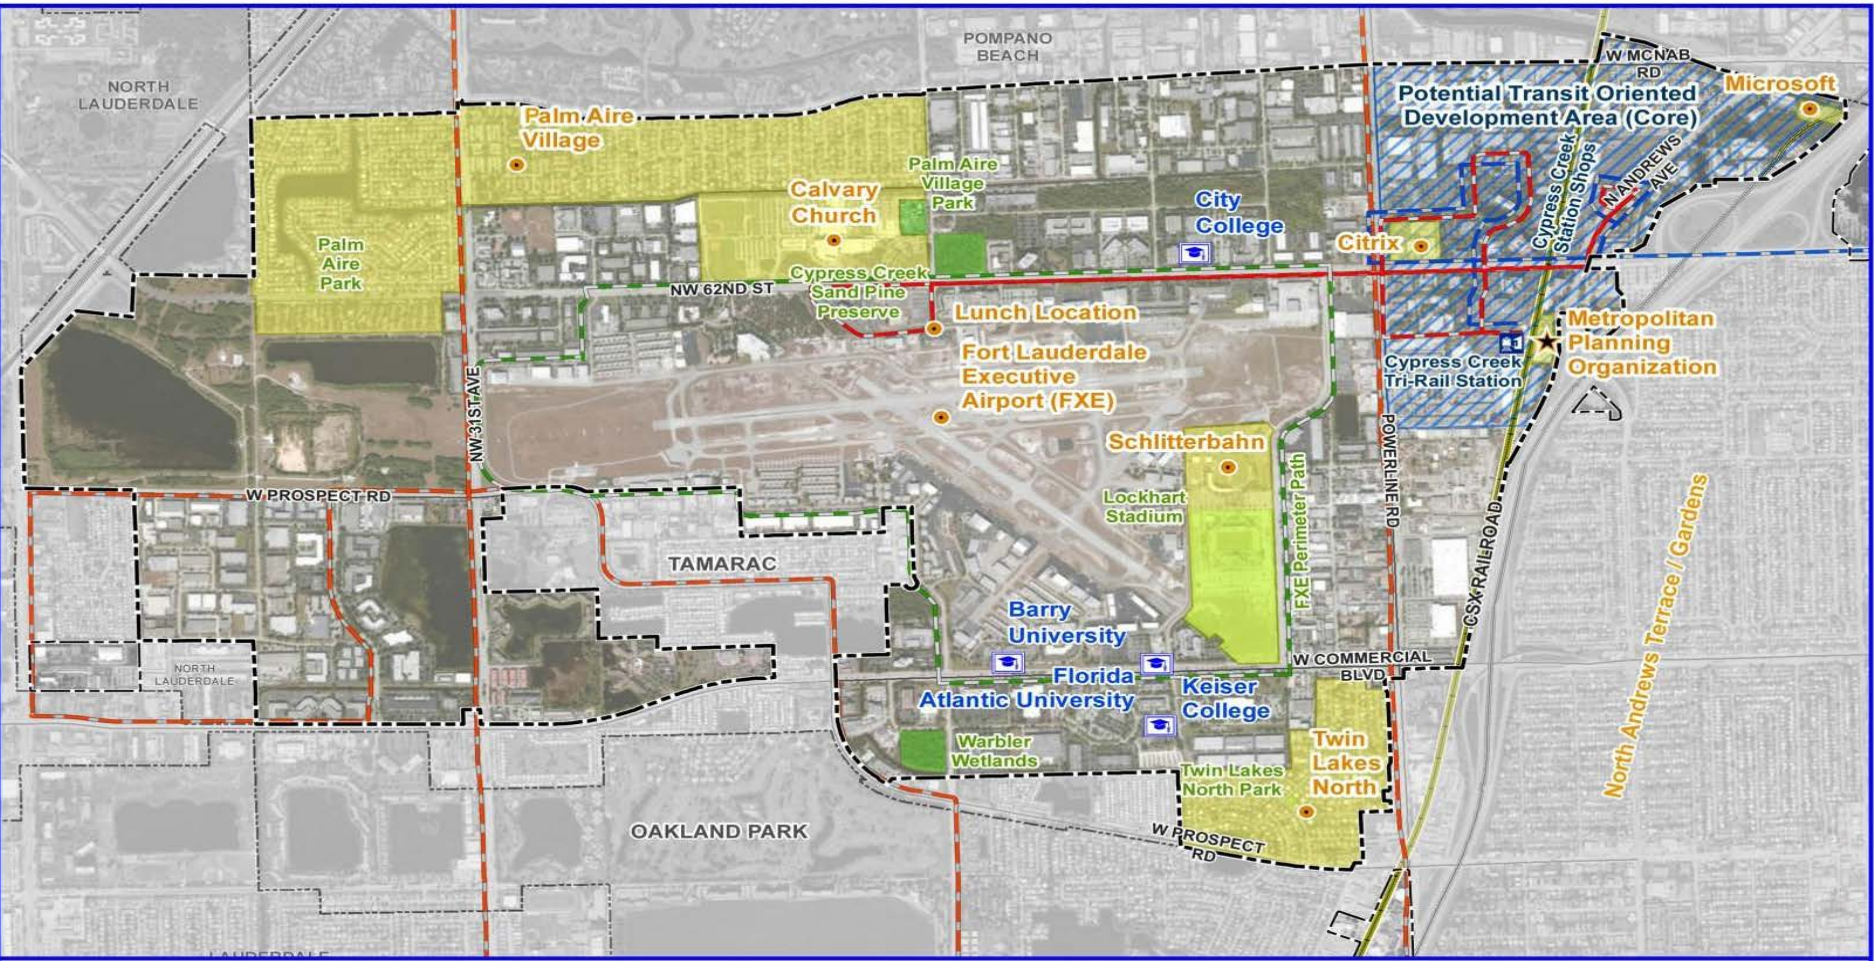 POMPANO
BEACH
NORTH
LAUDERDALE
W MCNAB
RD
Microsoft
Potential Transit Oriented
Development Area (Core)
Palm Aire
Village
Cypress Creek
Station Shops
N ANDREWS
AVE
Palm Aire
Village
Park
Calvary
Church
City
College
Citrix
Palm
Aire
Park
Cypress Creek
Sand Pine
Preserve
NW 62ND ST
Lunch Location
Metropolitan
Planning
Organization
Fort Lauderdale
Executive
Airport (FXE)
Cypress Creek
Tri-Rail Station
NW 31ST AVE
Schlitterbahn
POWERLINE RD
W PROSPECT RD
Lockhart
Stadium
FXE Perimeter Path
CSX RAILROAD
North Andrews Terrace / Gardens
TAMARAC
Barry
University
NORTH
LAUDERDALE
W COMMERCIAL
BLVD
Florida
Atlantic University
Keiser
College
Warbler
Wetlands
Twin
Lakes
North
Twin Lakes
North Park
OAKLAND PARK
W PROSPECT
RD
LAUDERDALE